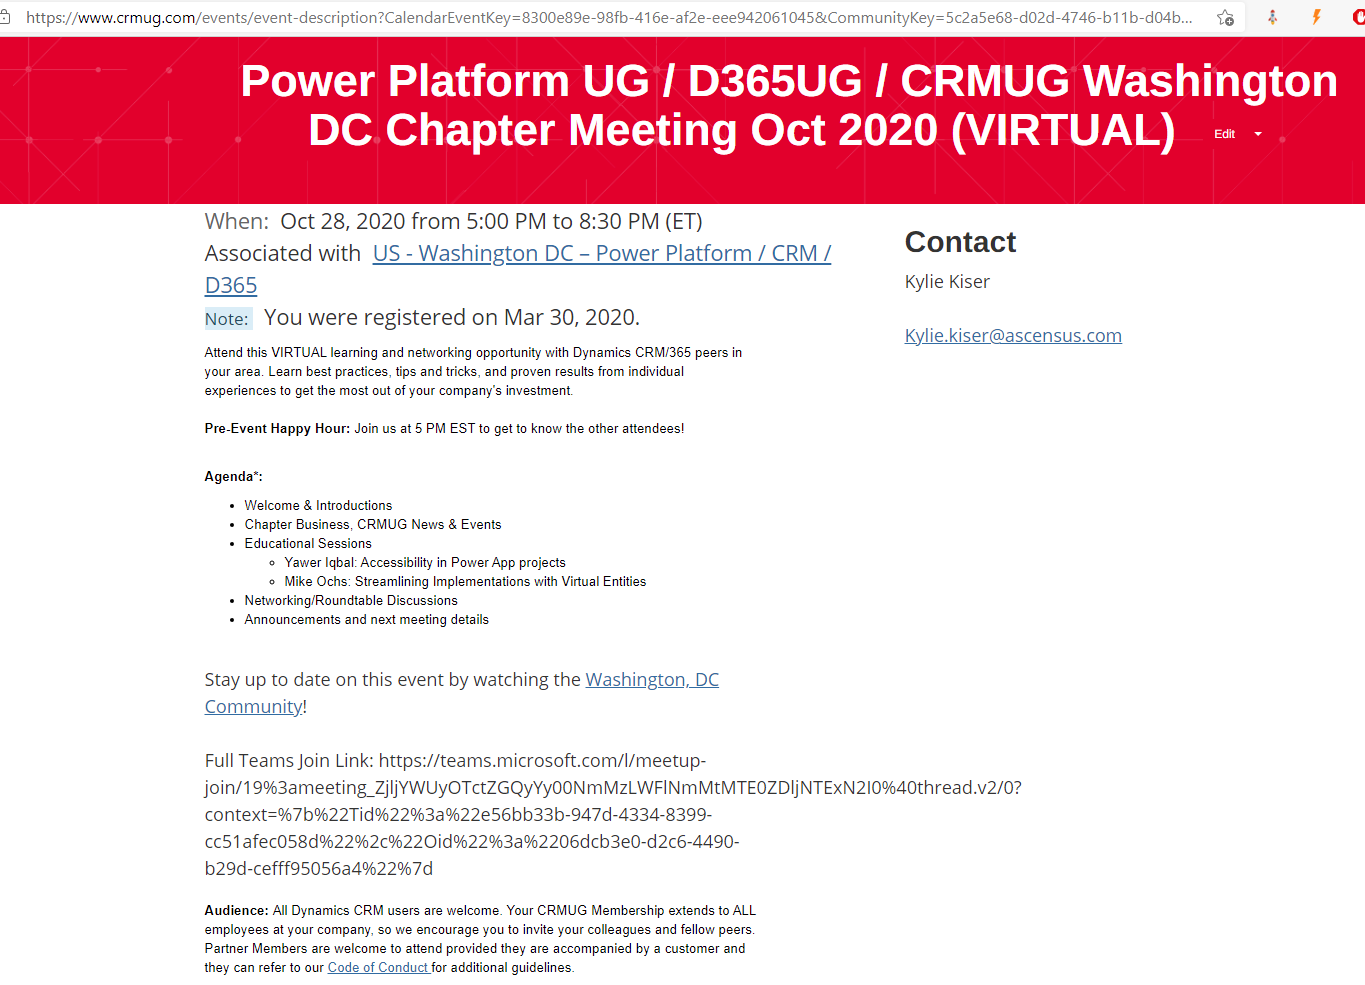 https://www.crmug.com/events/event-description?CalendarEventKey=8300e89e-98fb-416e-af2e-eee942061045&CommunityKey=5c2a5e68-d02d-4746-b11b-d04b...
Power Platform UG / D365UG / CRMUG Washington
DC Chapter Meeting Oct 2020 (VIRTUAL)
Edit
When: Oct 28, 2020 from 5:00 PM to 8:30 PM (ET)
Associated with US - Washington DC – Power Platform / CRM /
D365
Note: You were registered on Mar 30, 2020.
Attend this VIRTUAL learning and networking opportunity with Dynamics CRM/365 peers in
your area. Learn best practices, tips and tricks, and proven results from individual
experiences to get the most out of your company's investment.
Pre-Event Happy Hour: Join us at 5 PM EST to get to know the other attendees!
Agenda*:
• Welcome & Introductions
• Chapter Business, CRMUG News & Events
• Educational Sessions
◦ Yawer Iqbal: Accessibility in Power App projects
◦ Mike Ochs: Streamlining Implementations with Virtual Entities
• Networking/Roundtable Discussions
• Announcements and next meeting details
Stay up to date on this event by watching the Washington, DC
Community!
Full Teams Join Link: https://teams.microsoft.com/l/meetup-
join/19%3ameeting_ZjljYWUyOTctZGQyYy00NmMzLWFlNmMtMTE0ZDljNTExN2I0%40thread.v2/0?
context=%7b%22Tid%22%3a%22e56bb33b-947d-4334-8399-
cc51afec058d%22%2c%22Oid%22%3a%2206dcb3e0-d2c6-4490-
b29d-cefff95056a4%22%7d
Audience: All Dynamics CRM users are welcome. Your CRMUG Membership extends to ALL
employees at your company, so we encourage you to invite your colleagues and fellow peers.
Partner Members are welcome to attend provided they are accompanied by a customer and
they can refer to our Code of Conduct for additional guidelines.
Contact
Kylie Kiser
Kylie.kiser@ascensus.com